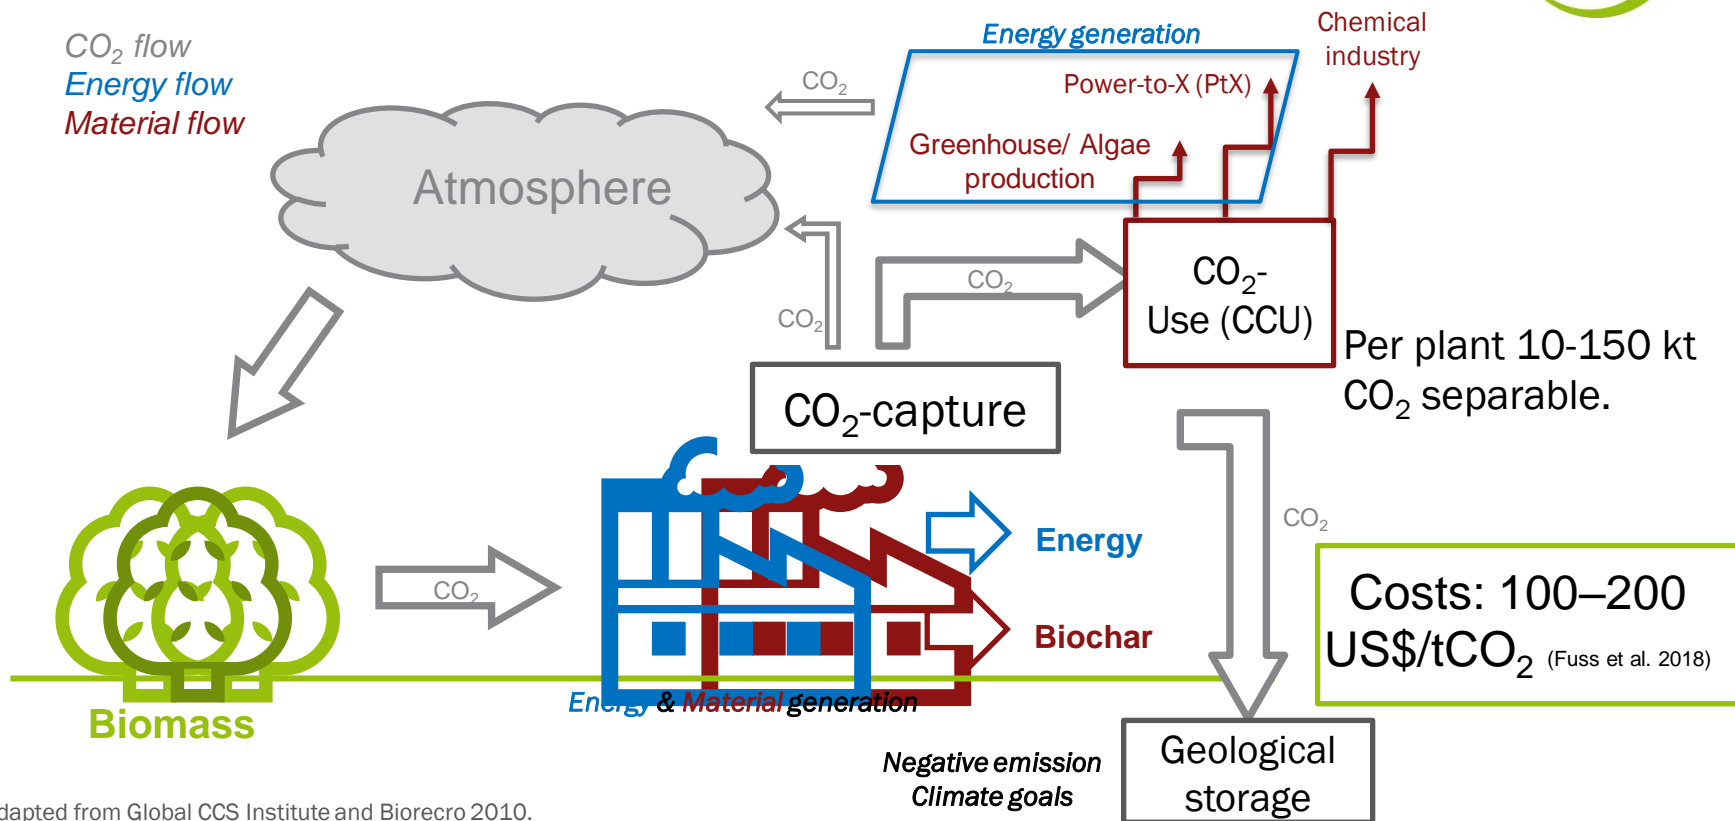 CO₂ flow
Energy flow
Material flow
Energy generation
Chemical
industry
CO₂
Power-to-X (PtX)
Greenhouse/ Algae
production
Atmosphere
CO₂
CO₂
CO₂-
Use (CCU)
Per plant 10-150 kt
CO₂ separable.
CO₂-capture
CO₂
Energy
CO₂
Biochar
Costs: 100–200
US$/tCO₂ (Fuss et al. 2018)
Energy & Material generation
Biomass
Negative emission
Climate goals
Geological
storage
dapted from Global CCS Institute and Biorecro 2010.